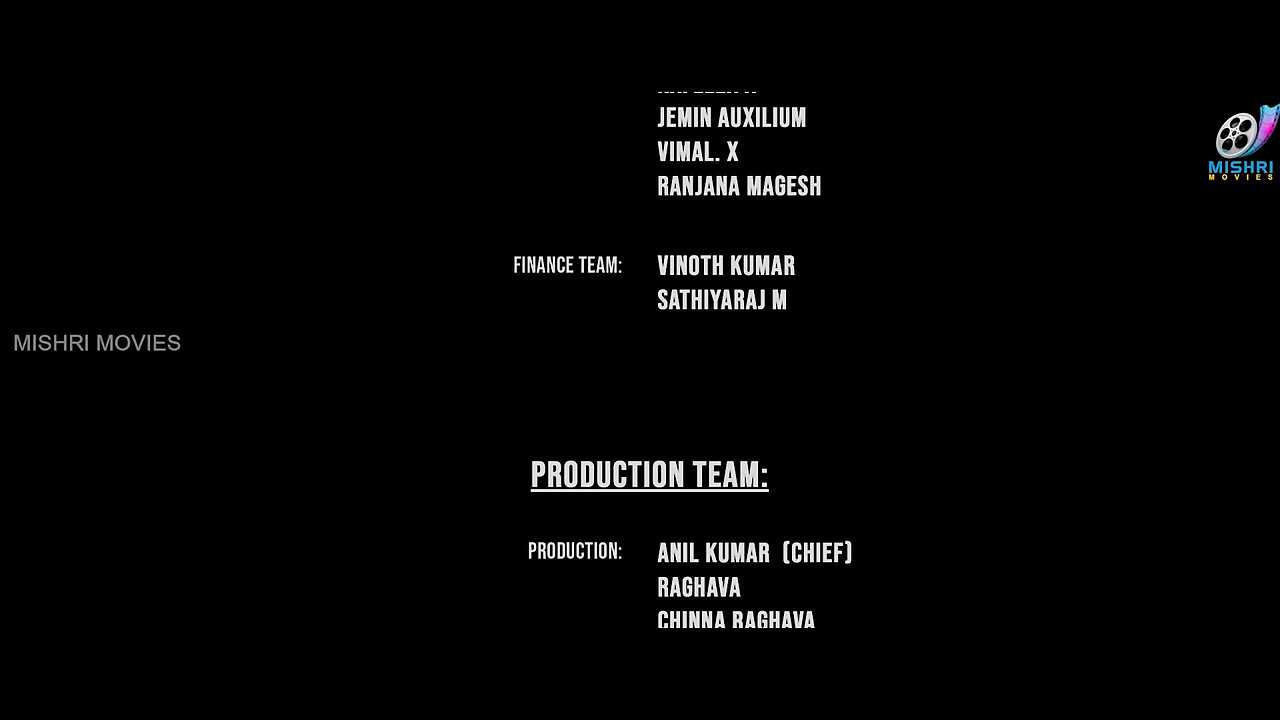 JEMIN AUXILIUM
VIMAL. X
RANJANA MAGESH
MISHRI
MOVIES
FINANCE TEAM: VINOTH KUMAR
SATHIYARAJ M
MISHRI MOVIES
PRODUCTION TEAM:
PRODUCTION: ANIL KUMAR (CHIEF)
RAGHAVA
CHINNA RAGHAVA